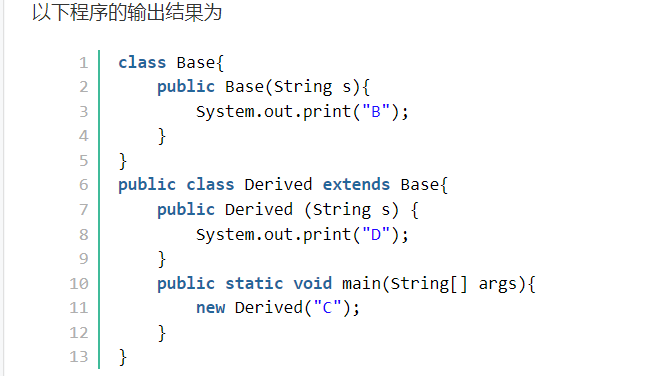 以下程序的输出结果为
1 class Base{
2     public Base(String s){
3         System.out.print("B");
4     }
5 }
6 public class Derived extends Base{
7     public Derived (String s) {
8         System.out.print("D");
9     }
10     public static void main(String[] args){
11         new Derived("C");
12     }
13 }